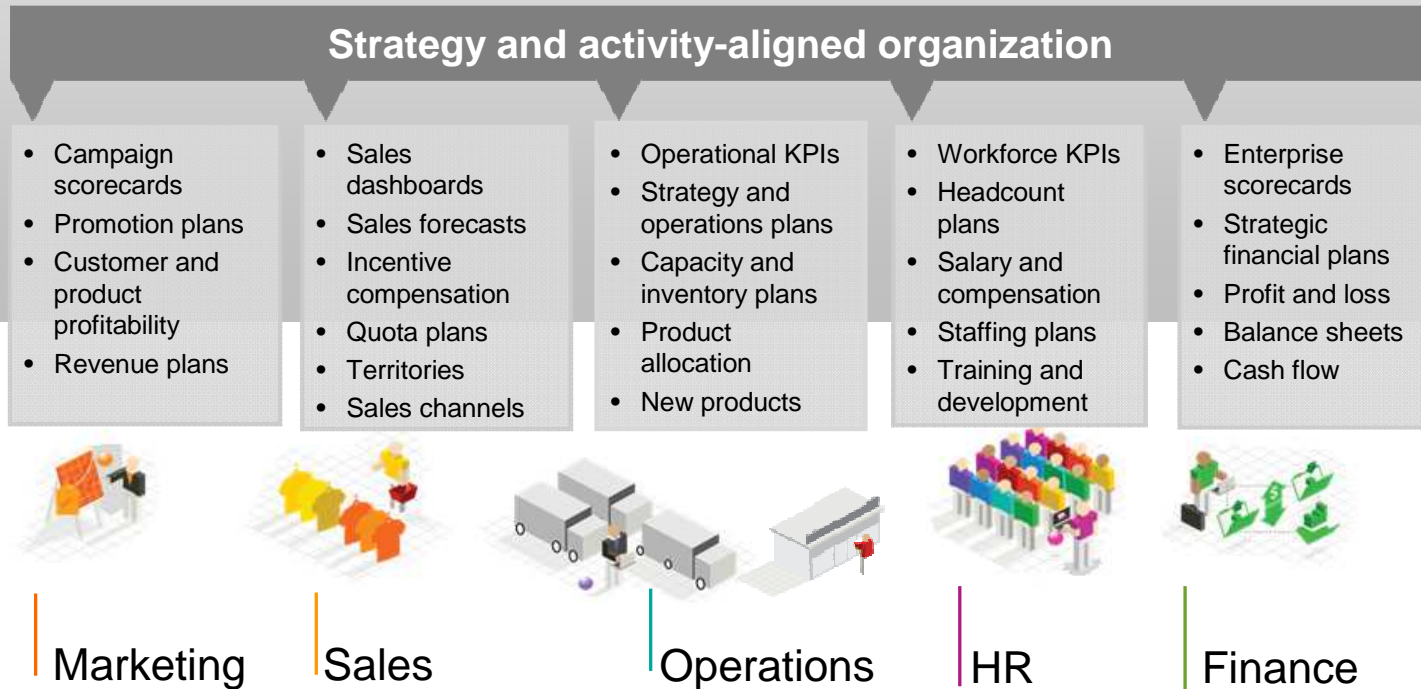 Strategy and activity-aligned organization
• Campaign
scorecards
• Promotion plans
• Customer and
product
profitability
• Revenue plans
• Sales
dashboards
• Sales forecasts
• Incentive
compensation
• Quota plans
• Territories
• Sales channels
• Operational KPIs
• Strategy and
operations plans
• Capacity and
inventory plans
• Product
allocation
• New products
• Workforce KPIs
• Headcount
plans
• Salary and
compensation
• Staffing plans
• Training and
development
• Enterprise
scorecards
• Strategic
financial plans
• Profit and loss
• Balance sheets
• Cash flow
$
Marketing
Sales
Operations
HR
Finance